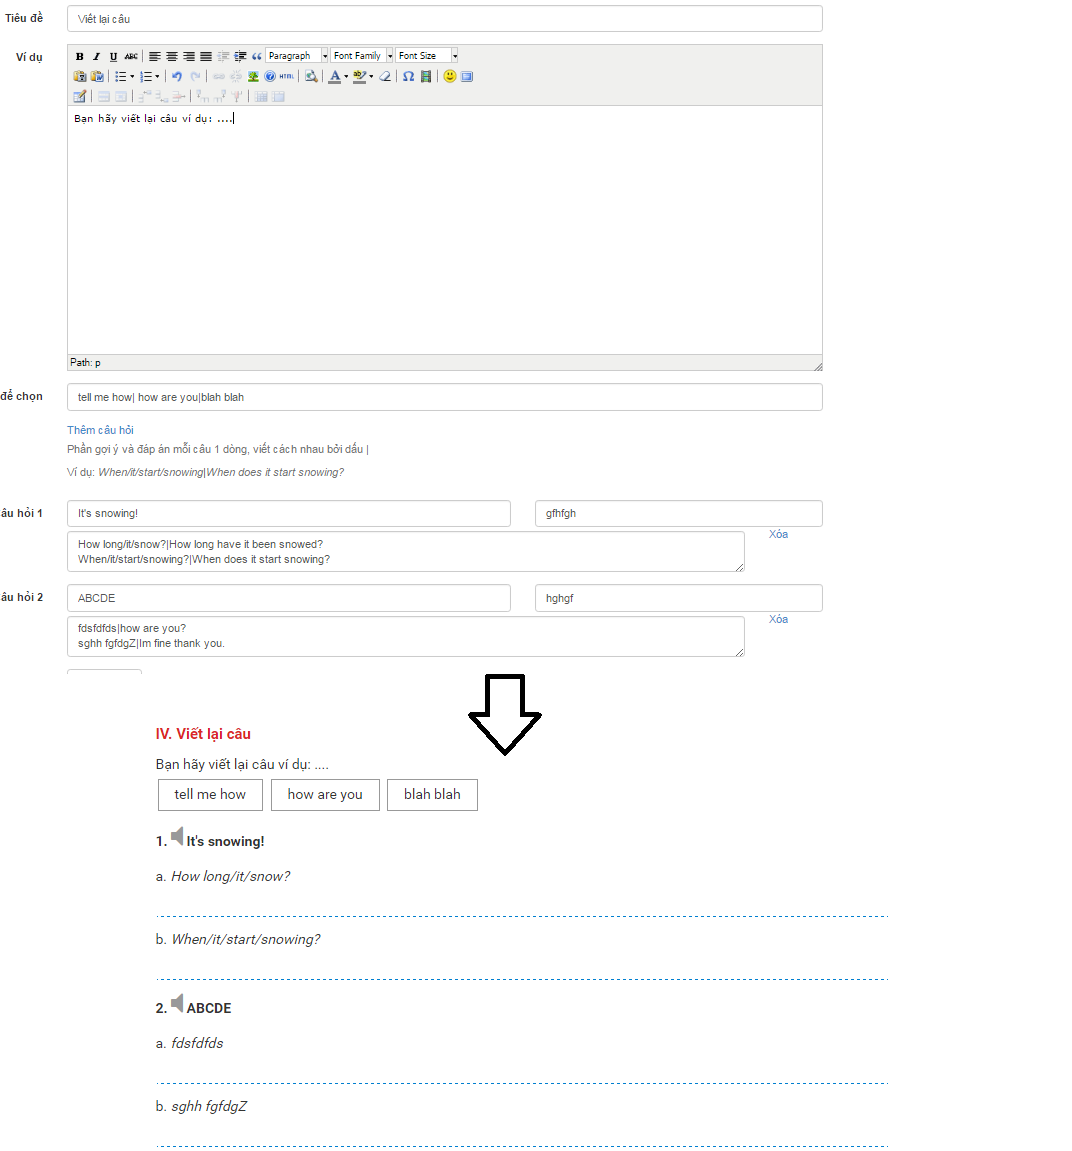 Tiêu đề
Viết lại câu
Ví dụ
B I U ABC Paragraph Font Family Font Size
HTML
Bạn hãy viết lại câu ví dụ: ....
Path: p
để chọn
tell me how| how are you|blah blah
Thêm câu hỏi
Phần gợi ý và đáp án mỗi câu 1 dòng, viết cách nhau bởi dấu |
Ví dụ: When/it/start/snowing|When does it start snowing?
âu hỏi 1
It's snowing!
gfhfgh
How long/it/snow?|How long have it been snowed?
When/it/start/snowing?|When does it start snowing?
Xóa
âu hỏi 2
ABCDE
hghgf
fdsfdfds|how are you?
sghh fgfdgZ|Im fine thank you.
Xóa
IV. Viết lại câu
Bạn hãy viết lại câu ví dụ: ....
tell me how how are you blah blah
1. It's snowing!
a. How long/it/snow?
b. When/it/start/snowing?
2. ABCDE
a. fdsfdfds
b. sghh fgfdgZ